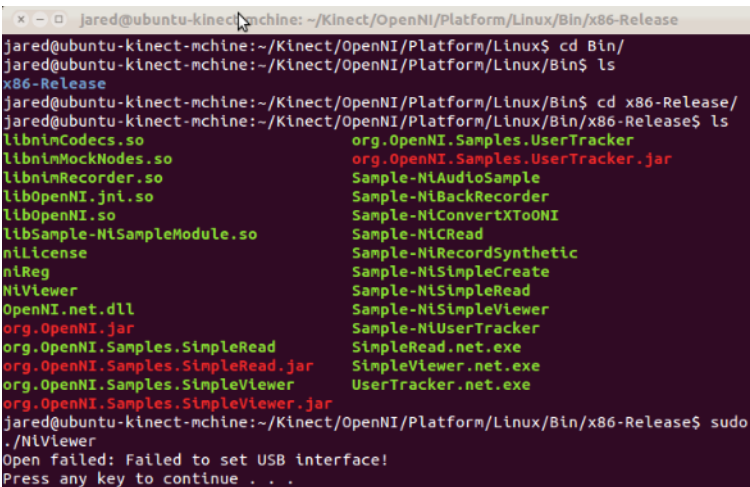 jared@ubuntu-kinect-mchine: ~/Kinect/OpenNI/Platform/Linux/Bin/x86-Release
jared@ubuntu-kinect-mchine:~/Kinect/OpenNI/Platform/Linux$ cd Bin/
jared@ubuntu-kinect-mchine:~/Kinect/OpenNI/Platform/Linux/Bin$ ls
x86-Release
jared@ubuntu-kinect-mchine:~/Kinect/OpenNI/Platform/Linux/Bin$ cd x86-Release/
jared@ubuntu-kinect-mchine:~/Kinect/OpenNI/Platform/Linux/Bin/x86-Release$ ls
libnimCodecs.so org.OpenNI.Samples.UserTracker
libnimMockNodes.so org.OpenNI.Samples.UserTracker.jar
libnimRecorder.so Sample-NiAudioSample
libOpenNI.jni.so Sample-NiBackRecorder
libOpenNI.so Sample-NiConvertXToONI
libSample-NiSampleModule.so Sample-NiCRead
niLicense Sample-NiRecordSynthetic
niReg Sample-NiSimpleCreate
NiViewer Sample-NiSimpleRead
OpenNI.net.dll Sample-NiSimpleViewer
org.OpenNI.jar Sample-NiUserTracker
org.OpenNI.Samples.SimpleRead SimpleRead.net.exe
org.OpenNI.Samples.SimpleRead.jar SimpleViewer.net.exe
org.OpenNI.Samples.SimpleViewer UserTracker.net.exe
org.OpenNI.Samples.SimpleViewer.jar
jared@ubuntu-kinect-mchine:~/Kinect/OpenNI/Platform/Linux/Bin/x86-Release$ sudo
./NiViewer
Open failed: Failed to set USB interface!
Press any key to continue . . .